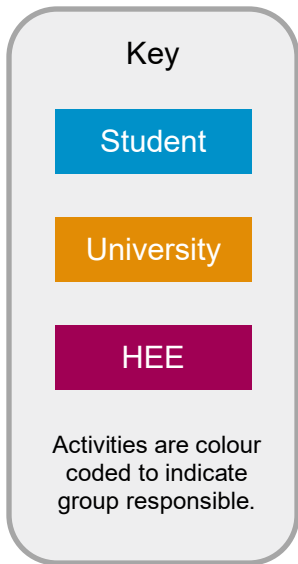 Key
Student
University
HEE
Activities are colour
coded to indicate
group responsible.